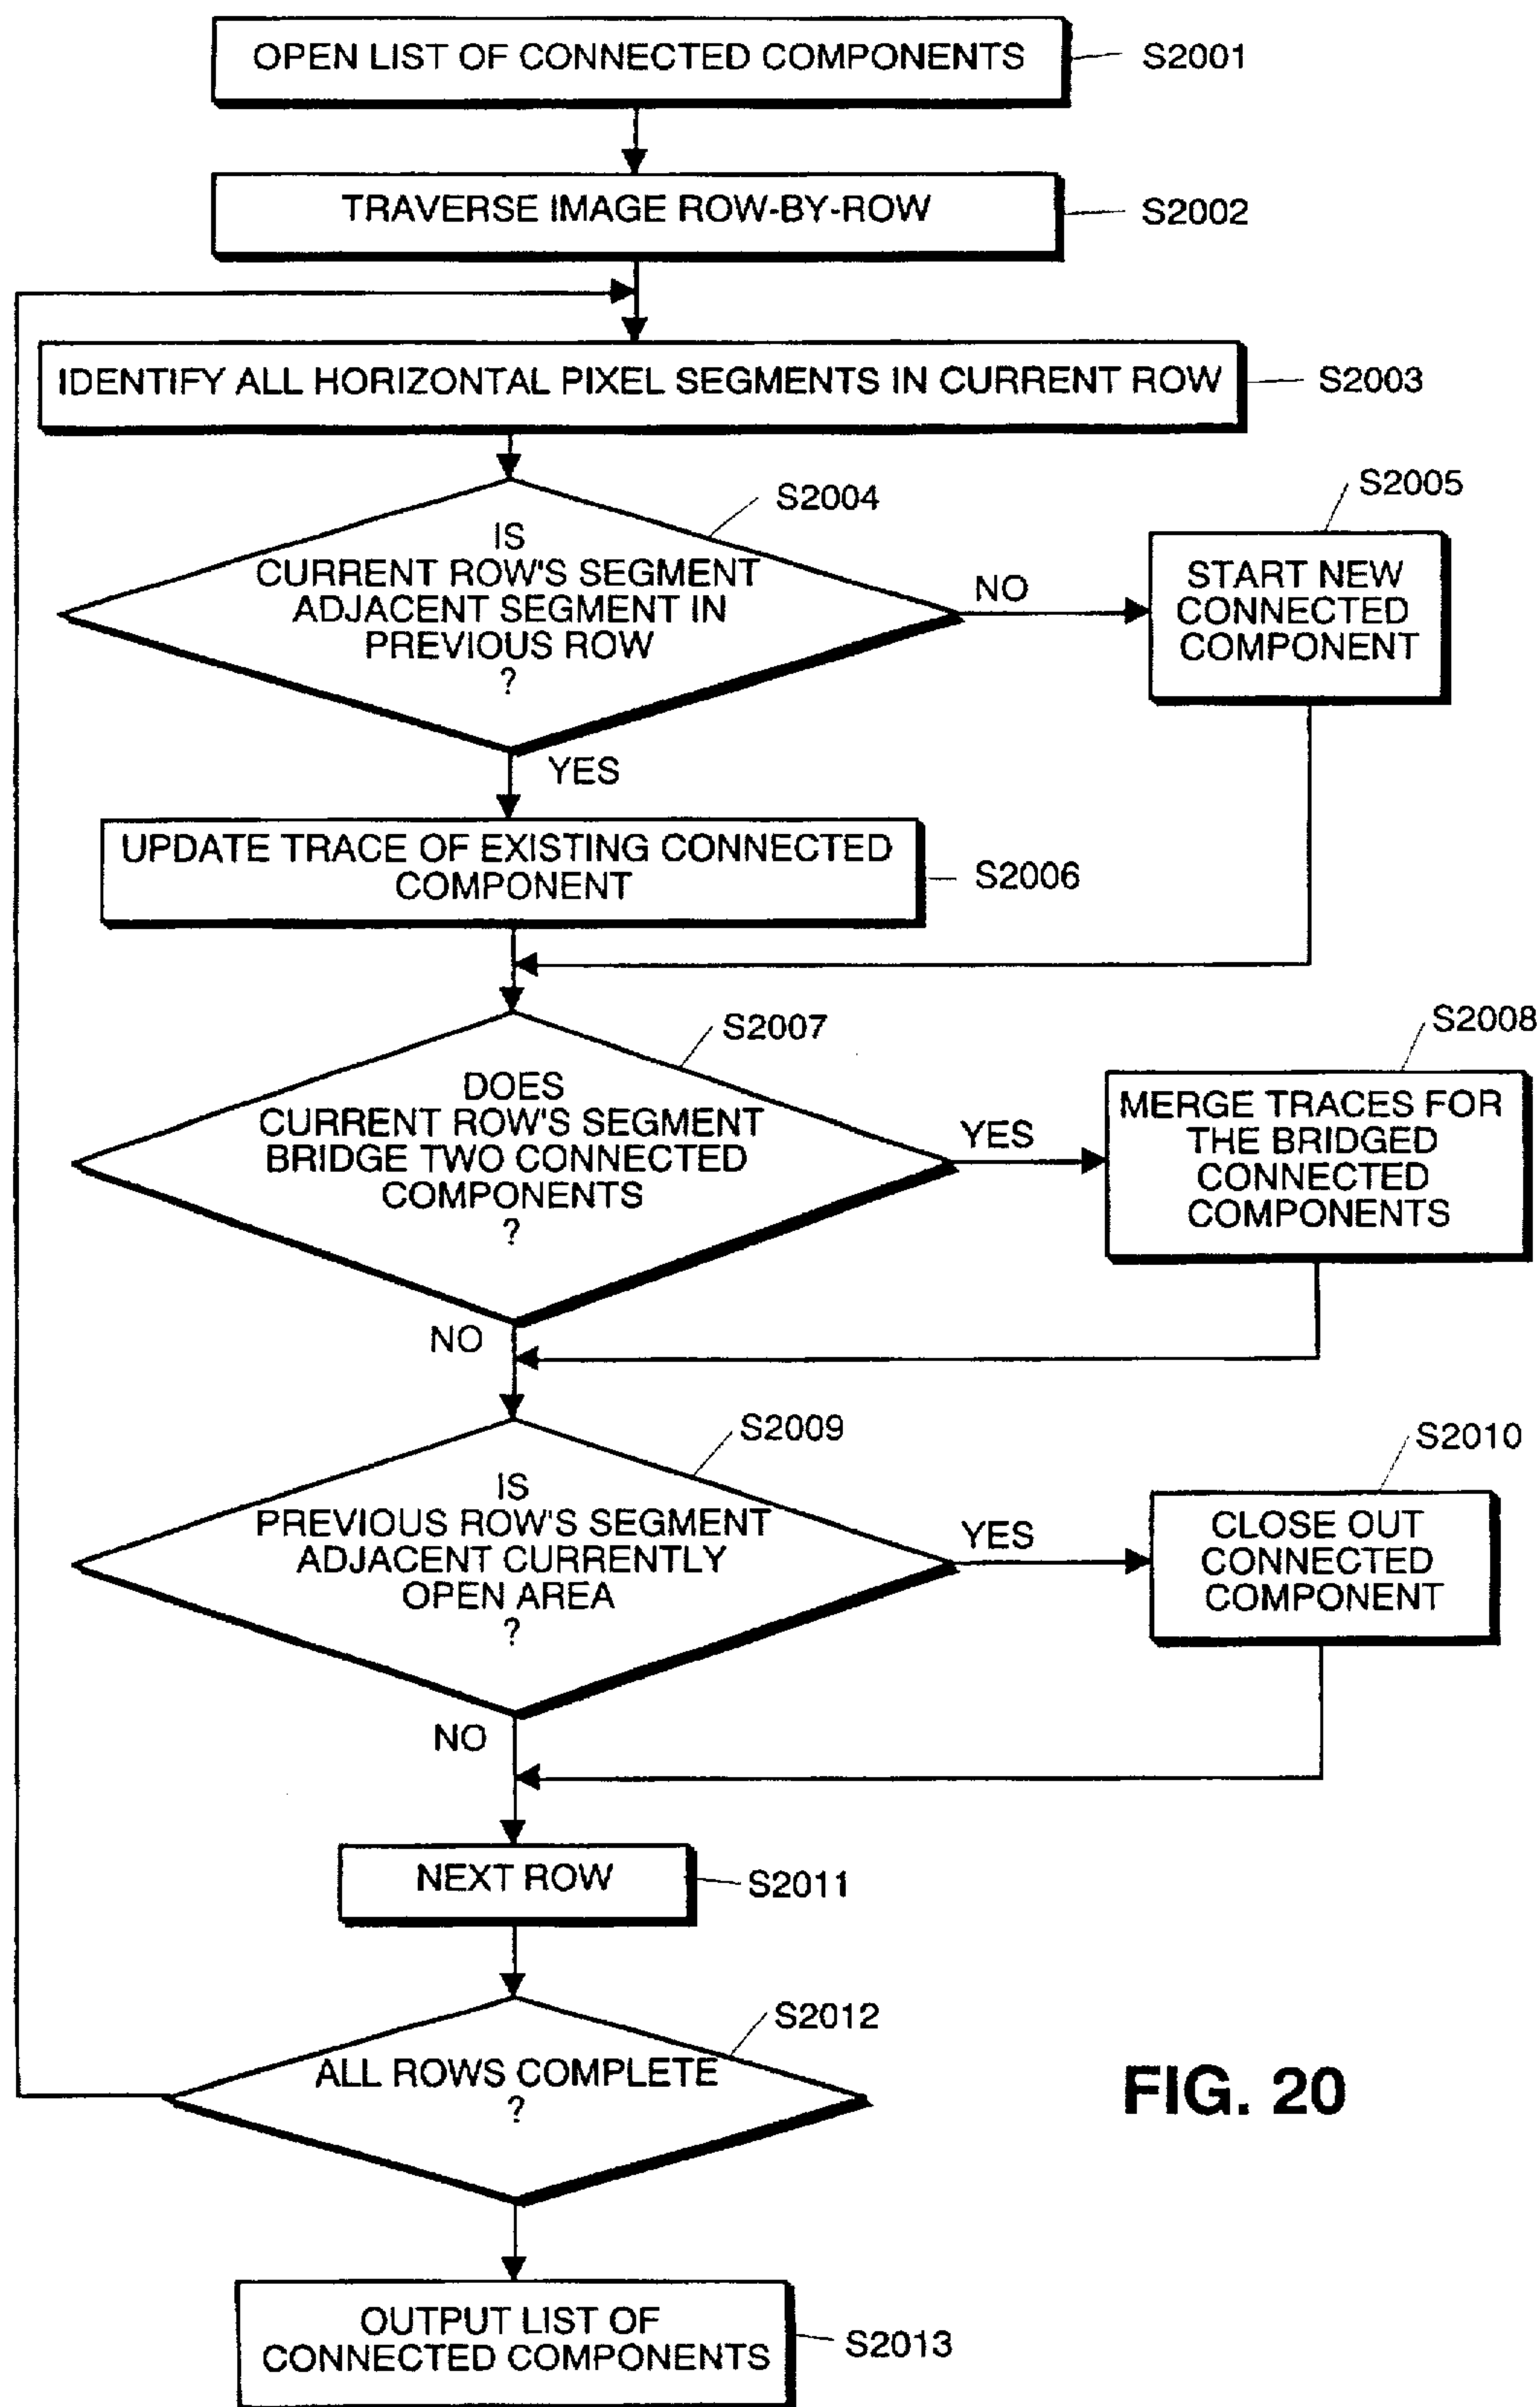 OPEN LIST OF CONNECTED COMPONENTS
S2001
TRAVERSE IMAGE ROW-BY-ROW
S2002
IDENTIFY ALL HORIZONTAL PIXEL SEGMENTS IN CURRENT ROW
S2003
S2004
IS
CURRENT ROW'S SEGMENT
ADJACENT SEGMENT IN
PREVIOUS ROW
?
NO
S2005
START NEW
CONNECTED
COMPONENT
YES
UPDATE TRACE OF EXISTING CONNECTED
COMPONENT
S2006
S2007
DOES
CURRENT ROW'S SEGMENT
BRIDGE TWO CONNECTED
COMPONENTS
?
YES
S2008
MERGE TRACES FOR
THE BRIDGED
CONNECTED
COMPONENTS
NO
S2009
IS
PREVIOUS ROW'S SEGMENT
ADJACENT CURRENTLY
OPEN AREA
?
YES
S2010
CLOSE OUT
CONNECTED
COMPONENT
NO
NEXT ROW
S2011
S2012
ALL ROWS COMPLETE
?
FIG. 20
OUTPUT LIST OF
CONNECTED COMPONENTS
S2013